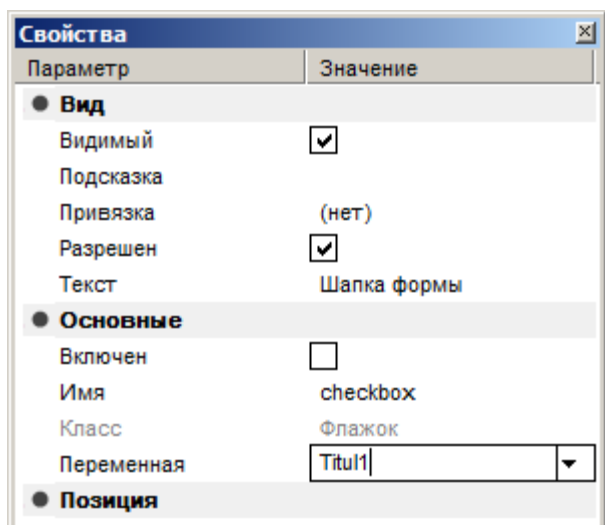 Свойства
Параметр Значение
Вид
Видимый
Подсказка
Привязка (нет)
Разрешен
Текст Шапка формы
Основные
Включен
Имя checkbox
Класс Флажок
Переменная Titul1
Позиция